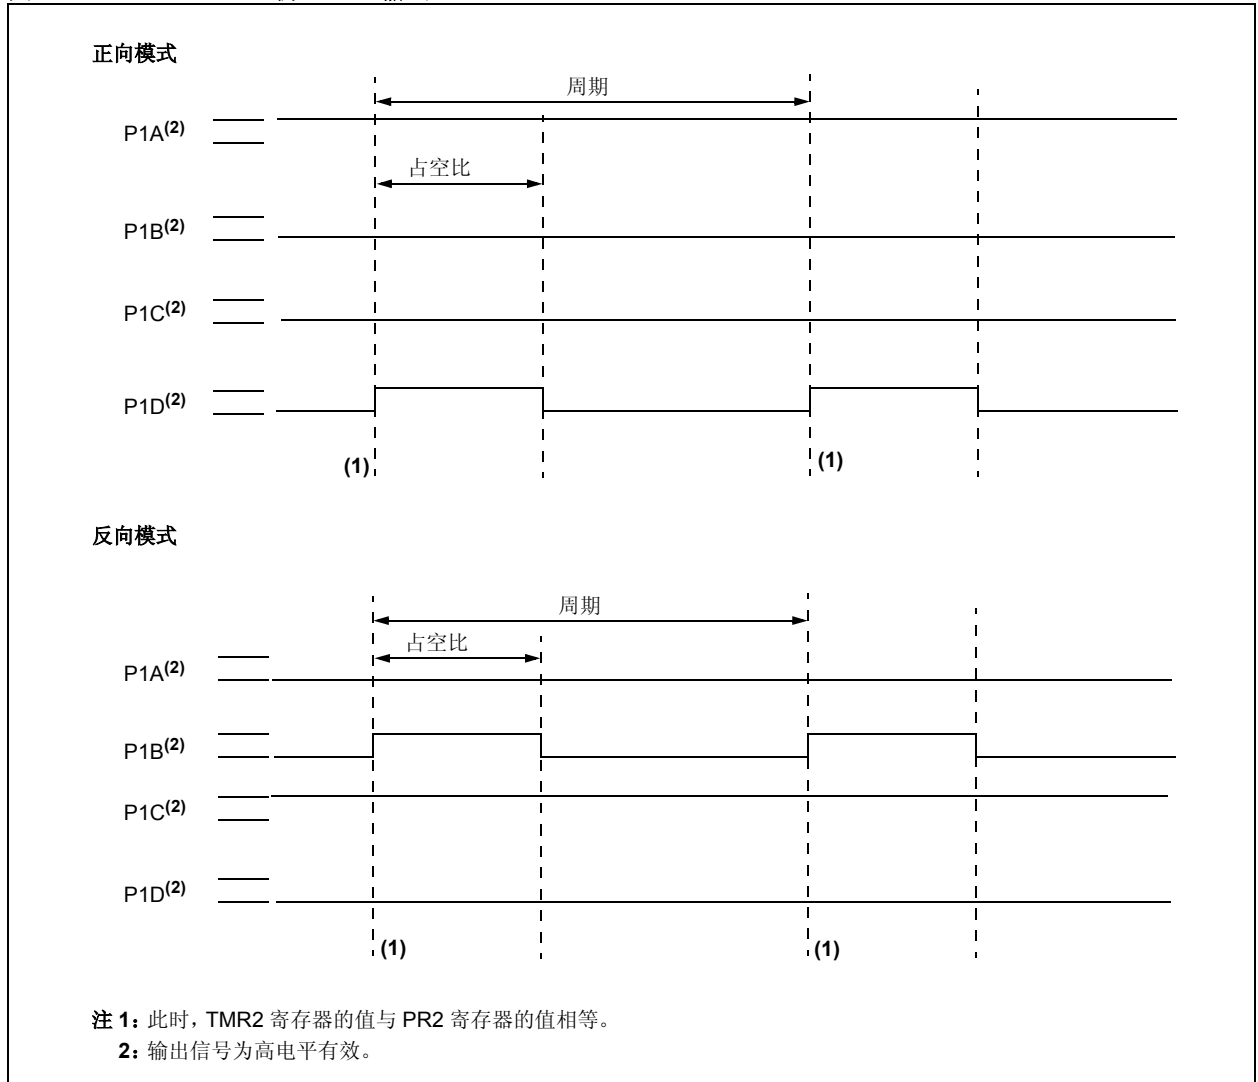 正向模式
周期
P1A(2)
占空比
P1B(2)
P1C(2)
P1D(2)
(1)
(1)
反向模式
周期
占空比
P1A(2)
P1B(2)
P1C(2)
P1D(2)
(1)
(1)
注 1: 此时，TMR2 寄存器的值与 PR2 寄存器的值相等。
2: 输出信号为高电平有效。